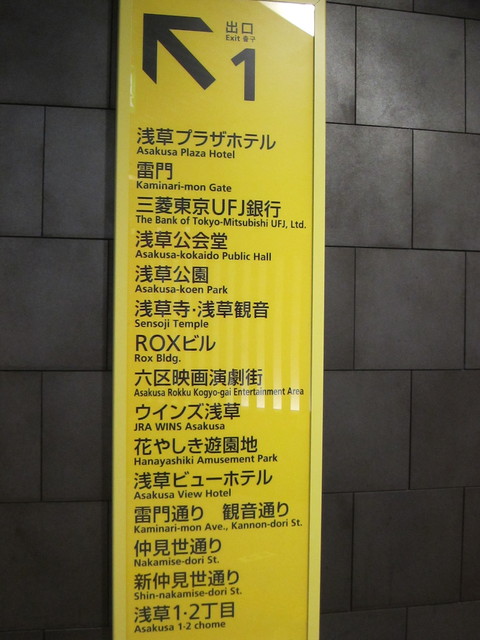 出口
Exit 출구
1
浅草プラザホテル
Asakusa Plaza Hotel
雷門
Kaminari-mon Gate
三菱東京UFJ銀行
The Bank of Tokyo-Mitsubishi UFJ, Ltd.
浅草公会堂
Asakusa-kokaido Public Hall
浅草公園
Asakusa-koen Park
浅草寺・浅草観音
Sensoji Temple
ROXビル
Rox Bldg.
六区映画演劇街
Asakusa Rokku Kogyo-gai Entertainment Area
ウインズ浅草
JRA WINS Asakusa
花やしき遊園地
Hanayashiki Amusement Park
浅草ビューホテル
Asakusa View Hotel
雷門通り 観音通り
Kaminari-mon Ave., Kannon-dori St.
仲見世通り
Nakamise-dori St.
新仲見世通り
Shin-nakamise-dori St.
浅草1・2丁目
Asakusa 1-2 chome